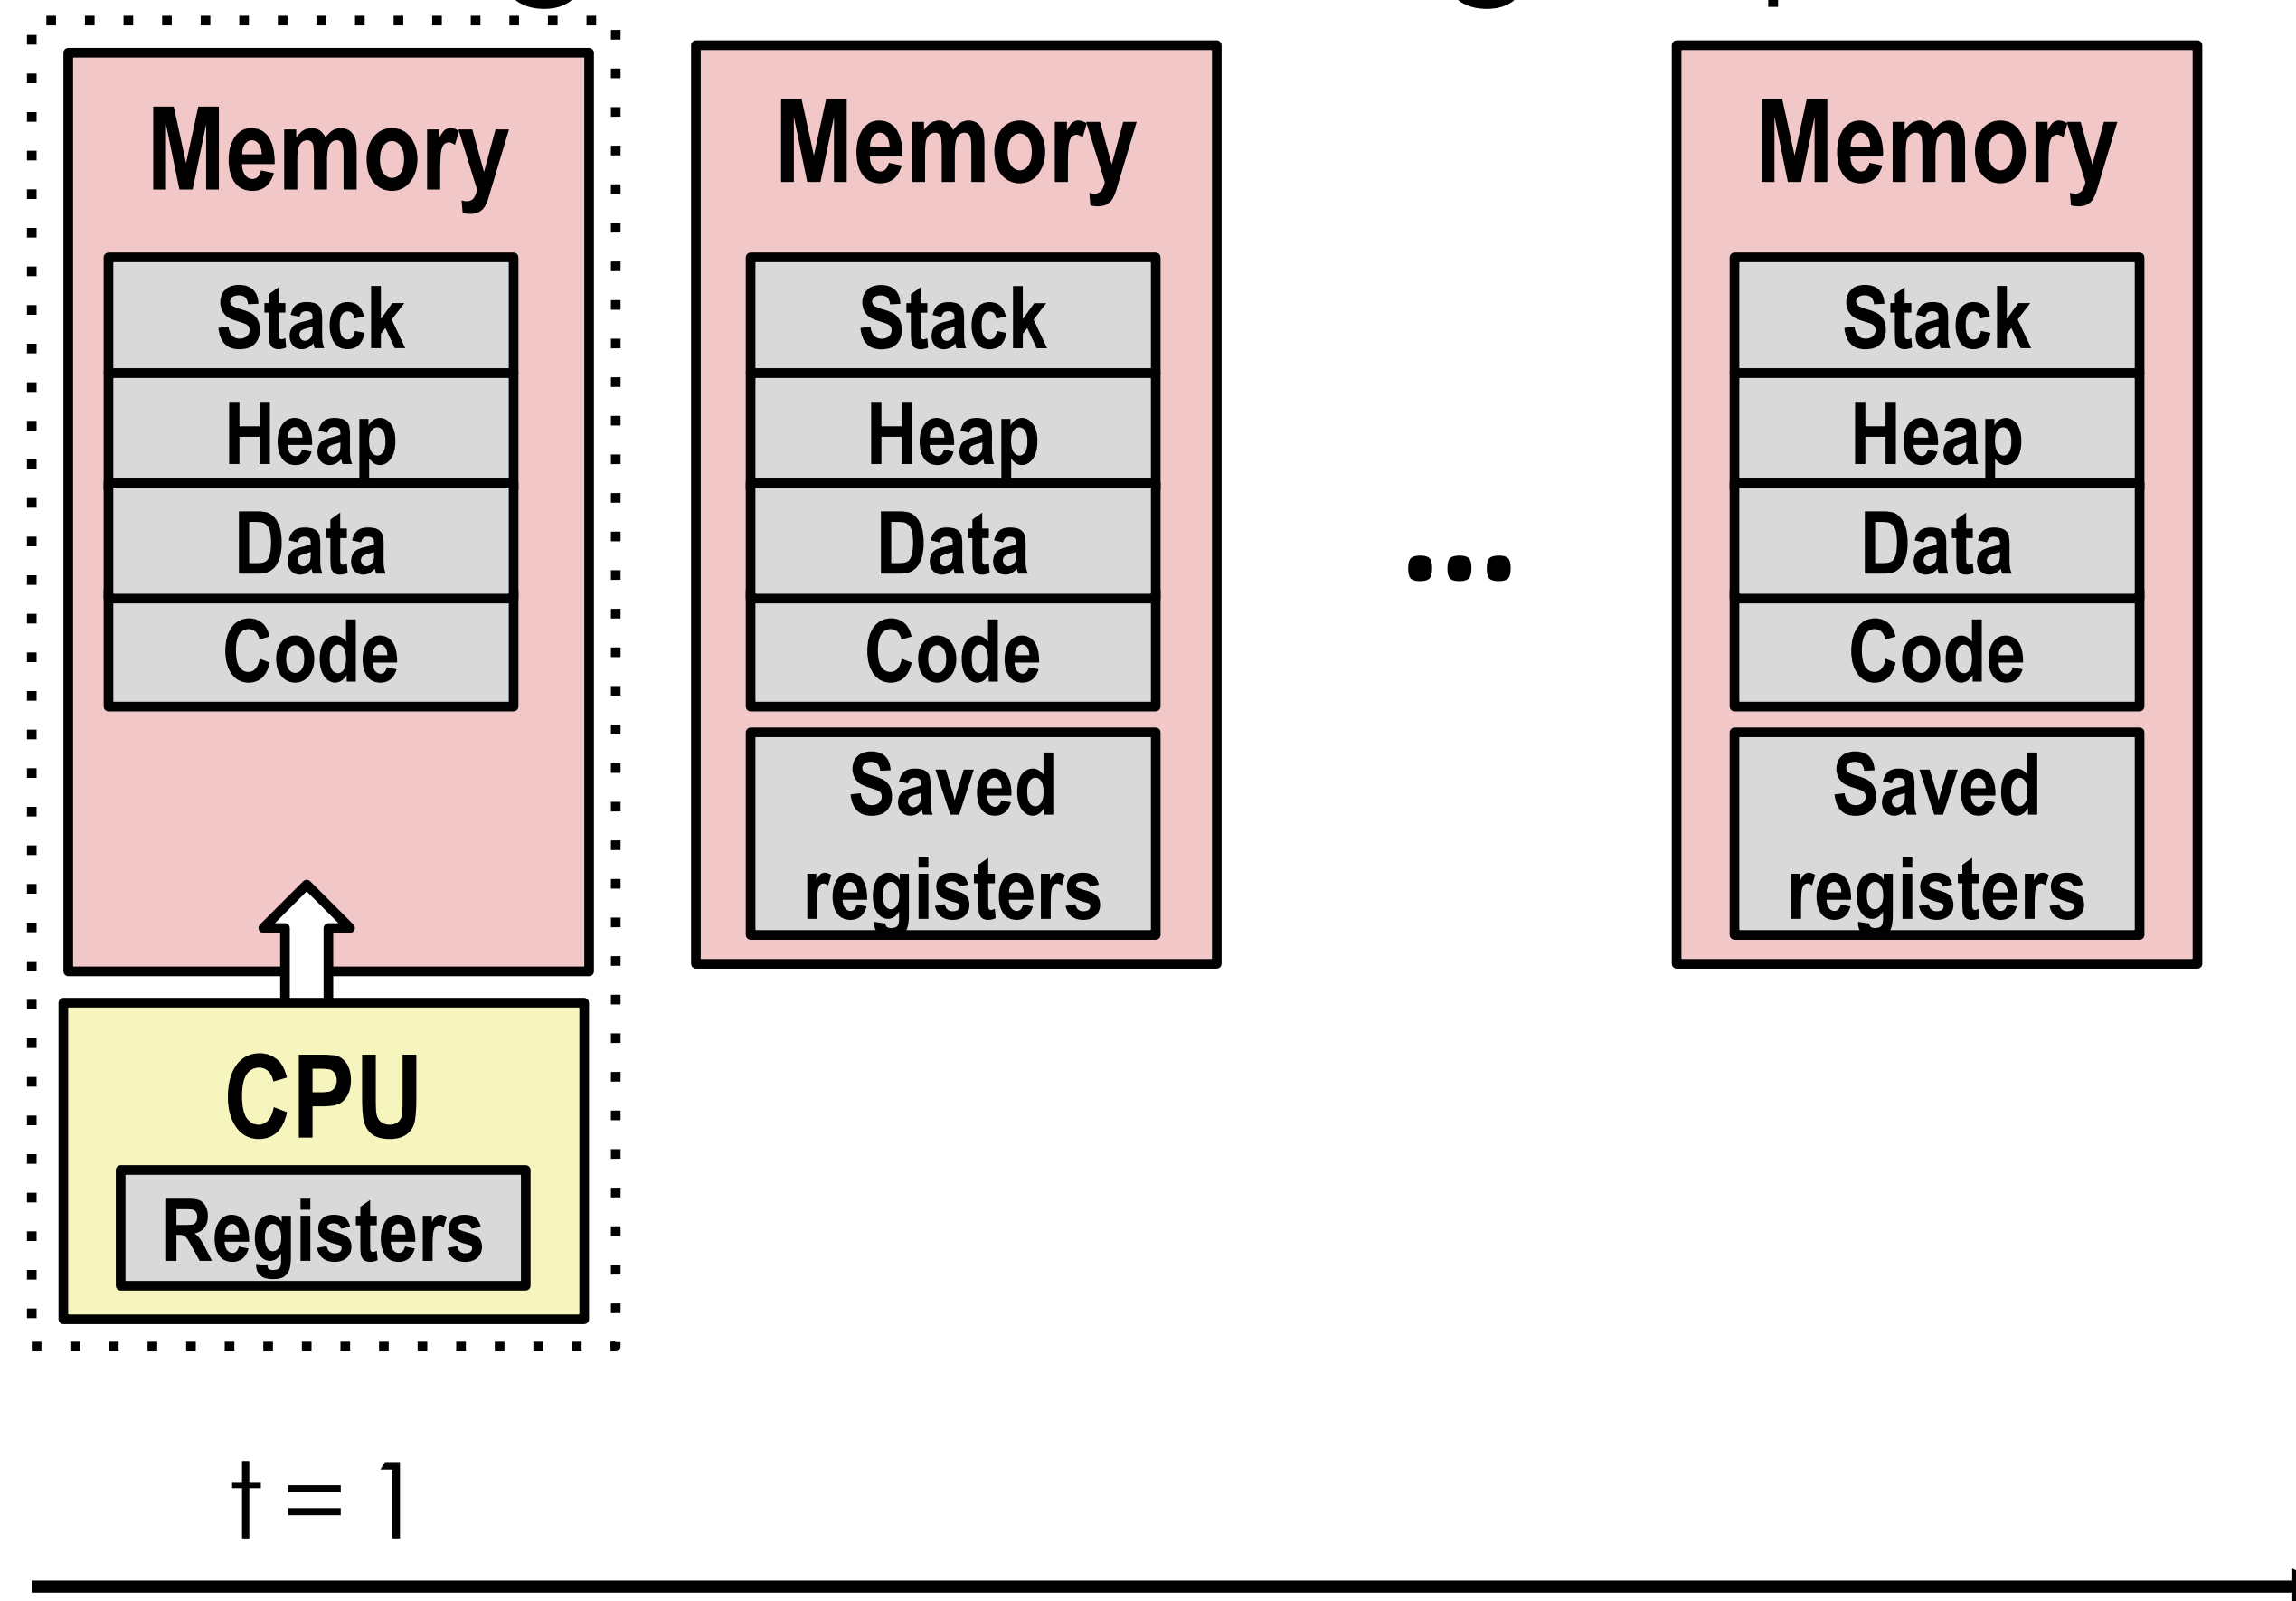 Memory
Stack
Heap
Data
Code
CPU
Registers
t = 1
Memory
Stack
Heap
Data
Code
Saved
registers
...
Memory
Stack
Heap
Data
Code
Saved
registers